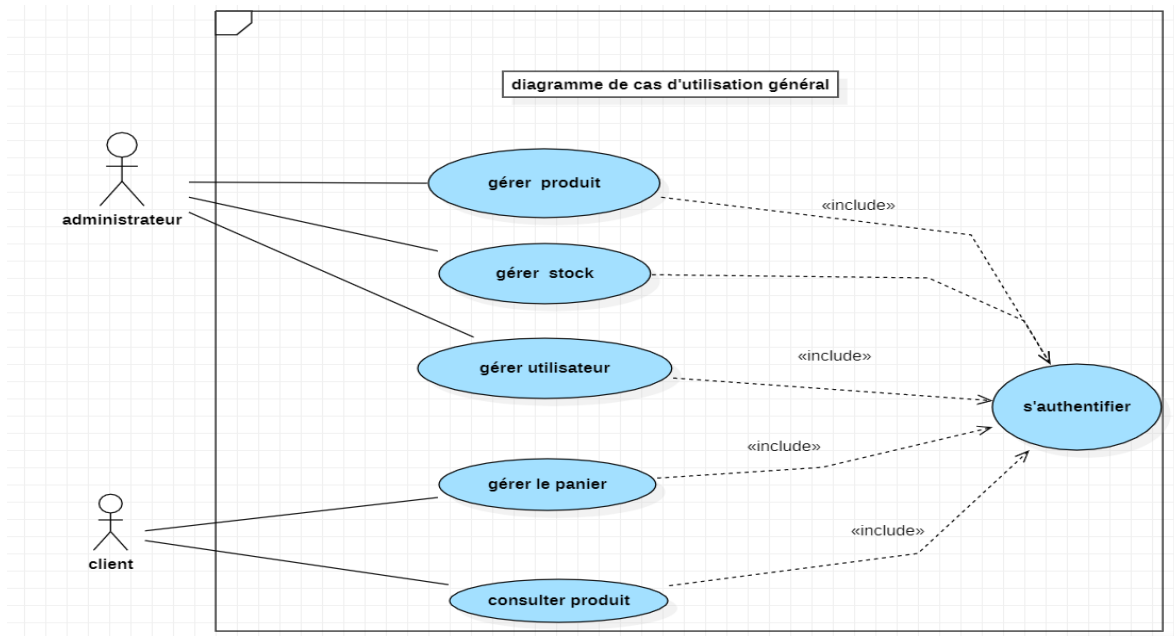 diagramme de cas d'utilisation général
administrateur
gérer produit
«include»
gérer stock
gérer utilisateur
«include»
s'authentifier
«include»
gérer le panier
client
«include»
consulter produit